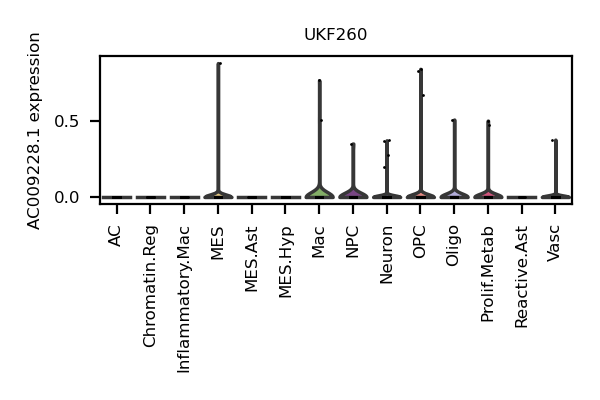 UKF260
AC009228.1 expression
0.5
0.0
AC
Chromatin.Reg
Inflammatory.Mac
MES
MES.Ast
MES.Hyp
Mac
NPC
Neuron
OPC
Oligo
Prolif.Metab
Reactive.Ast
Vasc